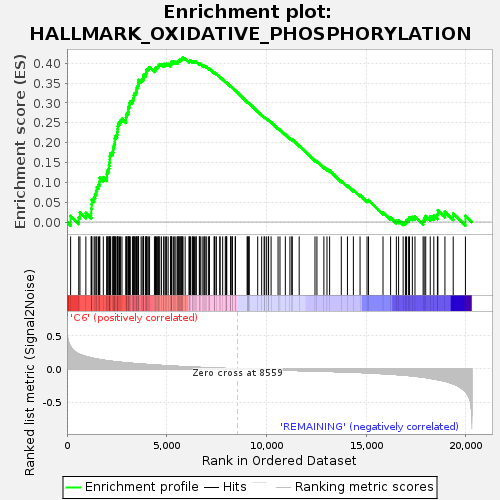 Enrichment plot:
HALLMARK_OXIDATIVE_PHOSPHORYLATION
Enrichment score (ES)
0.40
0.35
0.30
0.25
0.20
0.15
0.10
0.05
0.00
'C6' (positively correlated)
Ranked list metric (Signal2Noise)
0.5
0.0
-0.5
Zero cross at 8559
'REMAINING' (negatively correlated)
0 5,000 10,000 15,000 20,000
Rank in Ordered Dataset
Enrichment profile Hits Ranking metric scores